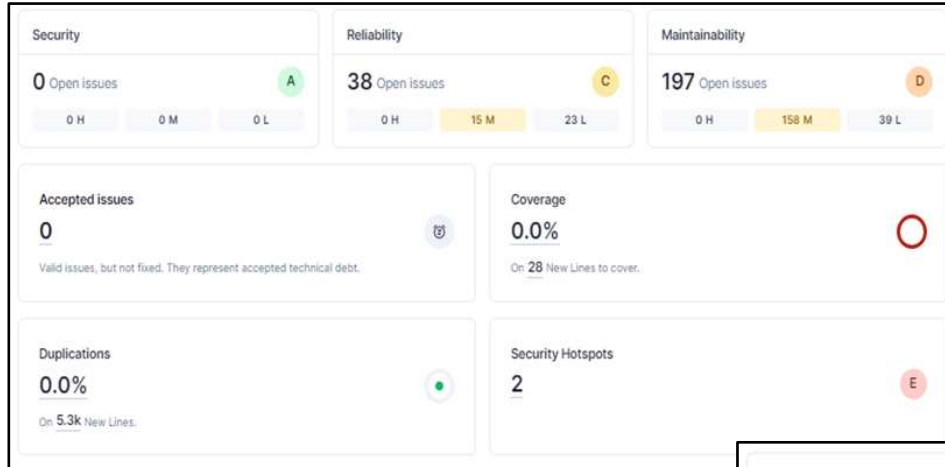 Security
0 Open issues A
0 H 0 M 0 L
Reliability
38 Open issues C
0 H 15 M 23 L
Maintainability
197 Open issues D
0 H 158 M 39 L
Accepted issues
0
Valid issues, but not fixed. They represent accepted technical debt.
Coverage
0.0%
On 28 New Lines to cover.
Duplications
0.0%
On 5.3k New Lines.
Security Hotspots
2 E